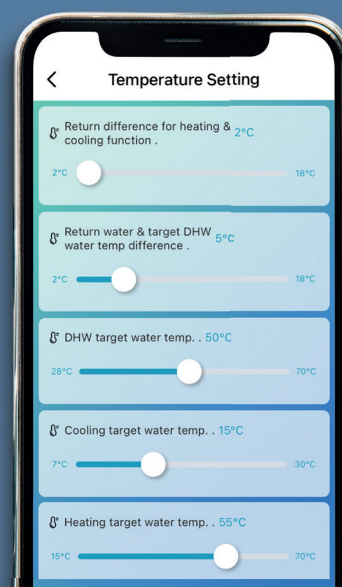 Temperature Setting
Return difference for heating & 2°C
cooling function .
2°C 18°C
Return water & target DHW 5°C
water temp difference .
2°C 18°C
DHW target water temp. . 50°C
28°C 70°C
Cooling target water temp. . 15°C
7°C 30°C
Heating target water temp. . 55°C
15°C 70°C